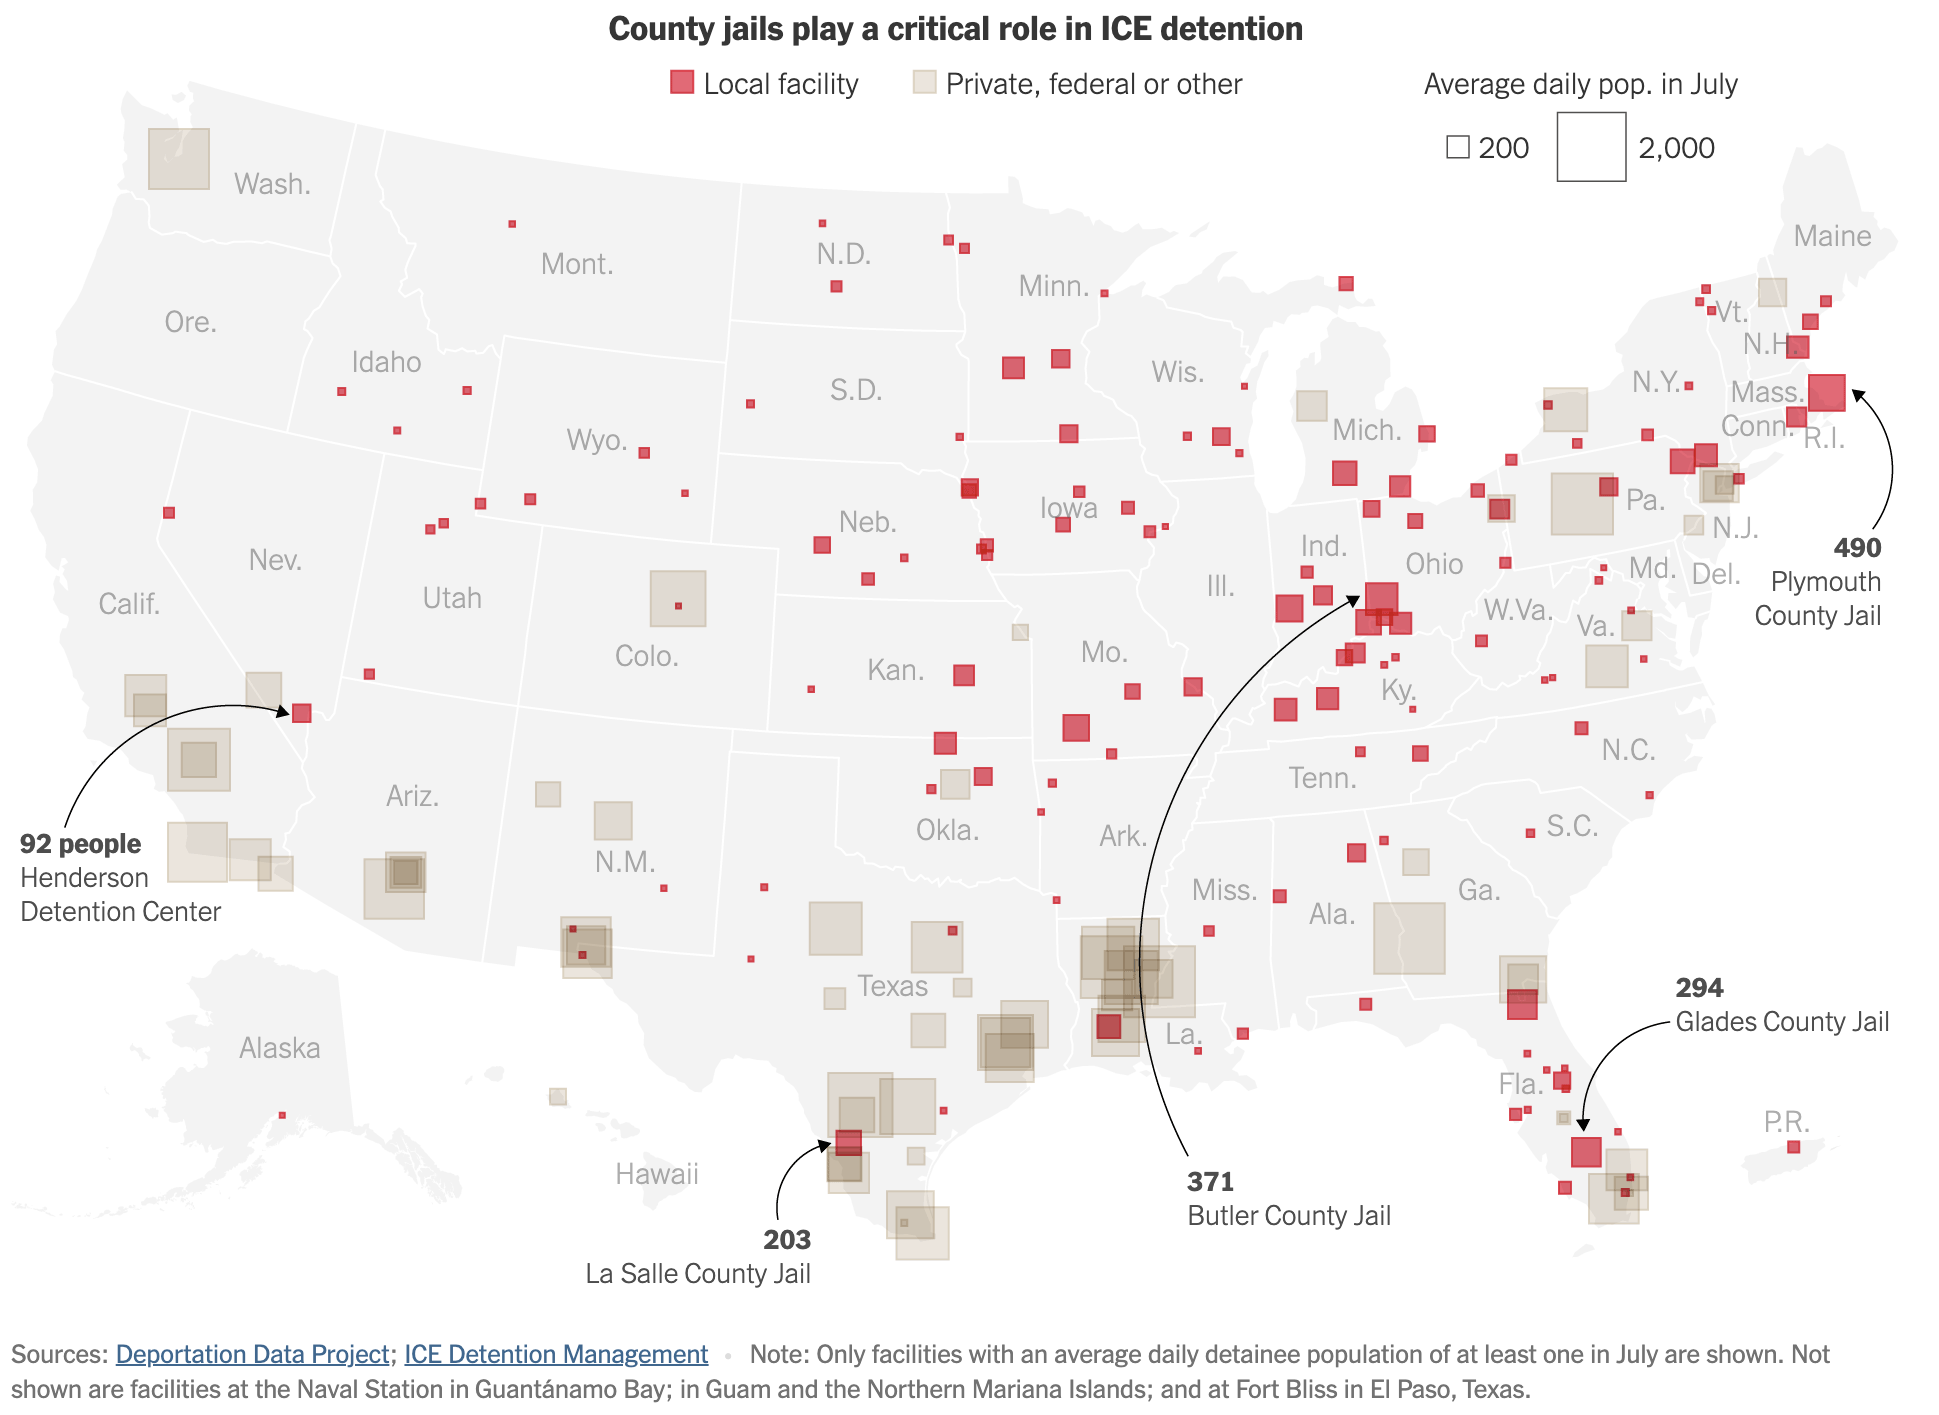 County jails play a critical role in ICE detention
Local facility
Private, federal or other
Average daily pop. in July
200
2,000
Wash.
Mont.
N.D.
Minn.
Maine
Ore.
Idaho
S.D.
Wis.
Vt.
N.H.
N.Y.
Mass.
Conn.
R.I.
Wyo.
Mich.
Neb.
Iowa
Pa.
N.J.
Nev.
Utah
Calif.
Ill.
Ind.
Ohio
Md.
Del.
490
Plymouth
County Jail
W.Va.
Va.
Colo.
Kan.
Mo.
Ky.
N.C.
Ariz.
N.M.
Okla.
Ark.
Tenn.
S.C.
92 people
Henderson
Detention Center
Miss.
Ala.
Ga.
Texas
La.
294
Glades County Jail
Alaska
Fla.
P.R.
Hawaii
371
Butler County Jail
203
La Salle County Jail
Sources: Deportation Data Project; ICE Detention Management • Note: Only facilities with an average daily detainee population of at least one in July are shown. Not
shown are facilities at the Naval Station in Guantánamo Bay; in Guam and the Northern Mariana Islands; and at Fort Bliss in El Paso, Texas.